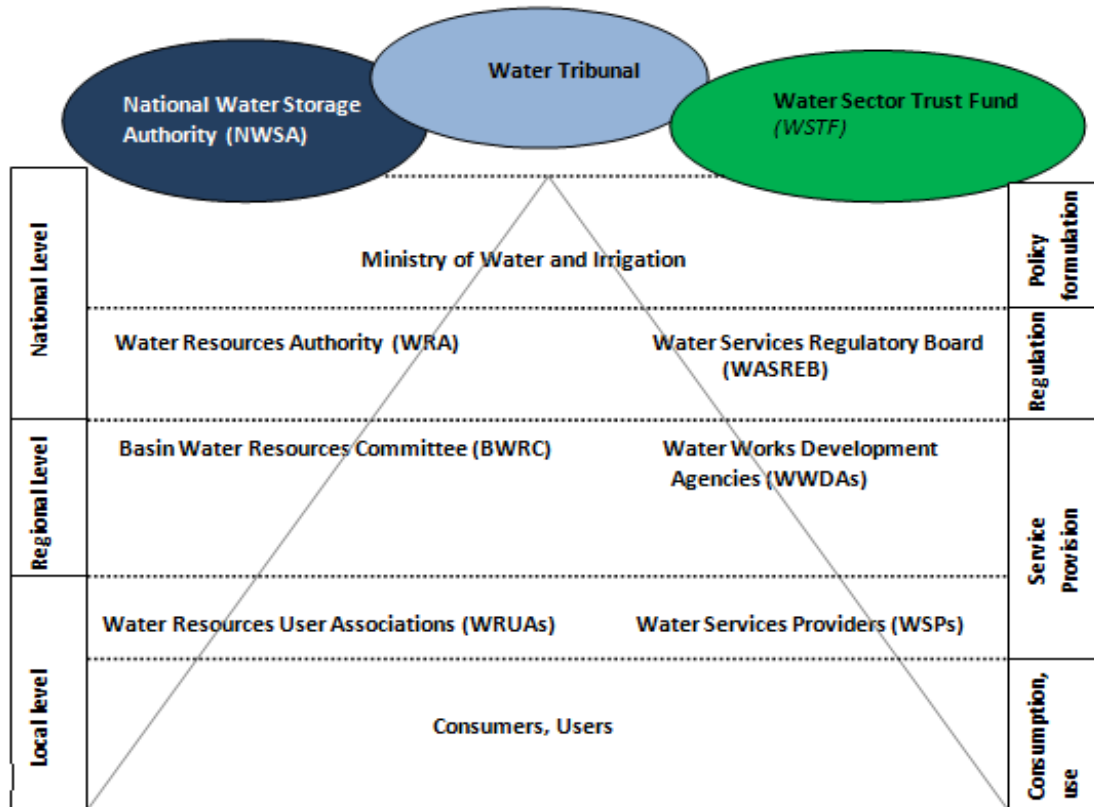 Water Tribunal
National Water Storage
Authority (NWSA)
Water Sector Trust Fund
(WSTF)
National Level
Ministry of Water and Irrigation
Policy
formulation
Water Resources Authority (WRA)
Water Services Regulatory Board
(WASREB)
Regulation
Regional Level
Basin Water Resources Committee (BWRC)
Water Works Development
Agencies (WWDAs)
Service
Provision
Local level
Water Resources User Associations (WRUAs)
Water Services Providers (WSPs)
Consumers, Users
Consumption,
use